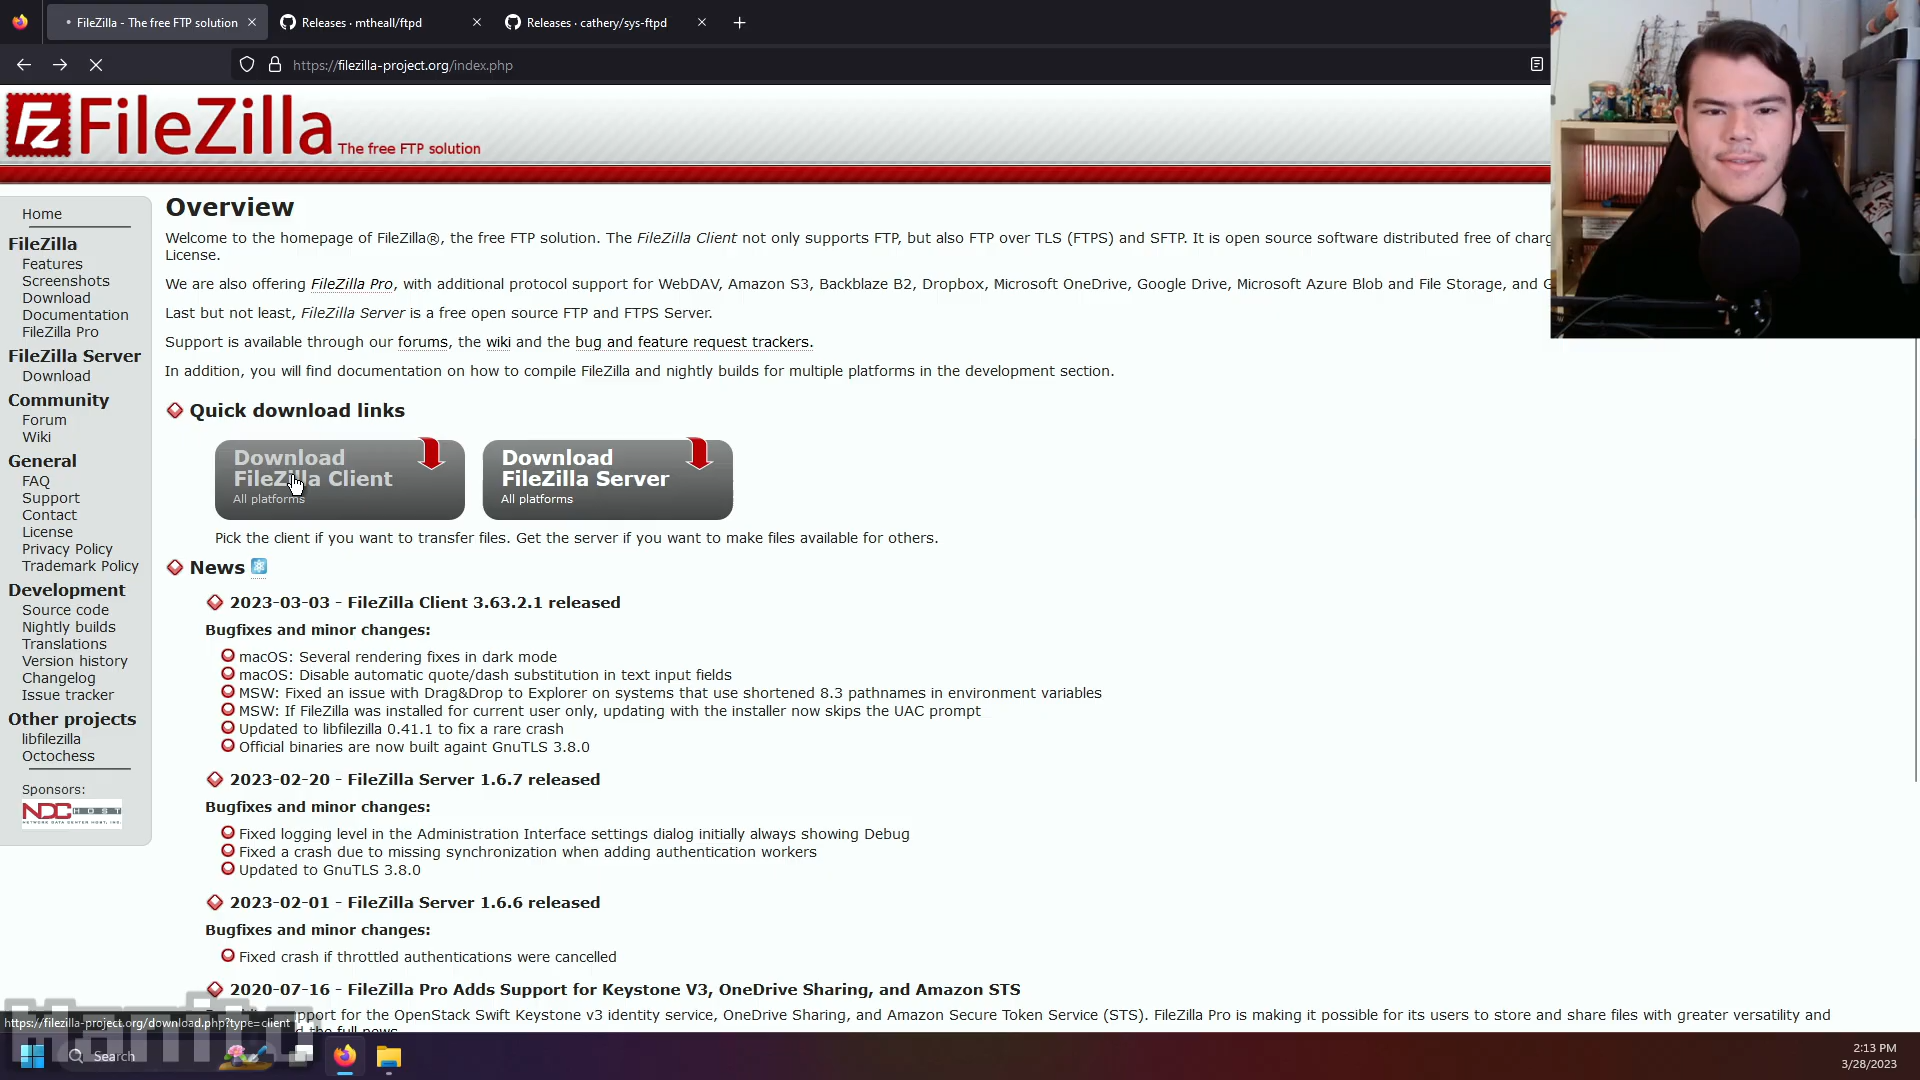 FileZilla - The free FTP solution
Releases · mtheall/ftpd
Releases · cathery/sys-ftpd
https://filezilla-project.org/index.php
Fz FileZilla The free FTP solution
Home
FileZilla
Features
Screenshots
Download
Documentation
FileZilla Pro
FileZilla Server
Download
Community
Forum
Wiki
General
FAQ
Support
Contact
License
Privacy Policy
Trademark Policy
Development
Source code
Nightly builds
Translations
Version history
Changelog
Issue tracker
Other projects
libfilezilla
Octochess
Sponsors:
NDC HOST
Overview
Welcome to the homepage of FileZilla®, the free FTP solution. The FileZilla Client not only supports FTP, but also FTP over TLS (FTPS) and SFTP. It is open source software distributed free of charg
License.
We are also offering FileZilla Pro, with additional protocol support for WebDAV, Amazon S3, Backblaze B2, Dropbox, Microsoft OneDrive, Google Drive, Microsoft Azure Blob and File Storage, and G
Last but not least, FileZilla Server is a free open source FTP and FTPS Server.
Support is available through our forums, the wiki and the bug and feature request trackers.
In addition, you will find documentation on how to compile FileZilla and nightly builds for multiple platforms in the development section.
Quick download links
Download
FileZilla Client
All platforms
Download
FileZilla Server
All platforms
Pick the client if you want to transfer files. Get the server if you want to make files available for others.
News
2023-03-03 - FileZilla Client 3.63.2.1 released
Bugfixes and minor changes:
macOS: Several rendering fixes in dark mode
macOS: Disable automatic quote/dash substitution in text input fields
MSW: Fixed an issue with Drag&Drop to Explorer on systems that use shortened 8.3 pathnames in environment variables
MSW: If FileZilla was installed for current user only, updating with the installer now skips the UAC prompt
Updated to libfilezilla 0.41.1 to fix a rare crash
Official binaries are now built againt GnuTLS 3.8.0
2023-02-20 - FileZilla Server 1.6.7 released
Bugfixes and minor changes:
Fixed logging level in the Administration Interface settings dialog initially always showing Debug
Fixed a crash due to missing synchronization when adding authentication workers
Updated to GnuTLS 3.8.0
2023-02-01 - FileZilla Server 1.6.6 released
Bugfixes and minor changes:
Fixed crash if throttled authentications were cancelled
2020-07-16 - FileZilla Pro Adds Support for Keystone V3, OneDrive Sharing, and Amazon STS
support for the OpenStack Swift Keystone v3 identity service, OneDrive Sharing, and Amazon Secure Token Service (STS). FileZilla Pro is making it possible for its users to store and share files with greater versatility and
the full news
https://filezilla-project.org/download.php?type=client
Search
2:13 PM
3/28/2023